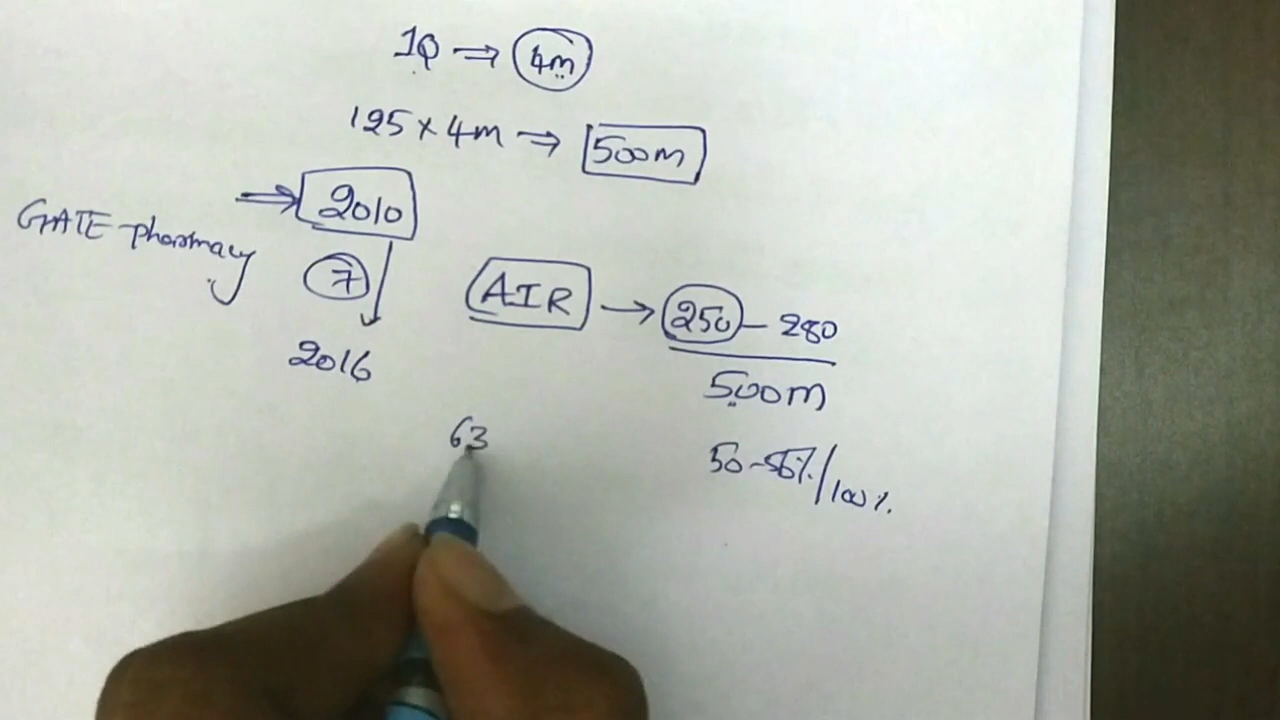 1Q ⇒ 4m
125 × 4m ⇒ 500m
⇒ 2010
GATE-pharmacy
7
AIR → 250 - 280
2016
500m
63
50-56%/100%.